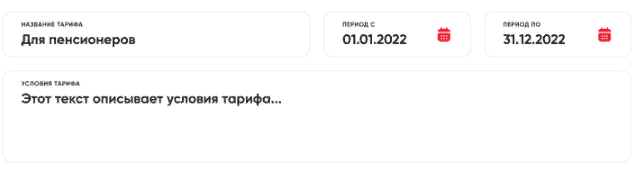 НАЗВАНИЕ ТАРИФА
Для пенсионеров
ПЕРИОД С
01.01.2022
ПЕРИОД ПО
31.12.2022
УСЛОВИЯ ТАРИФА
Этот текст описывает условия тарифа...